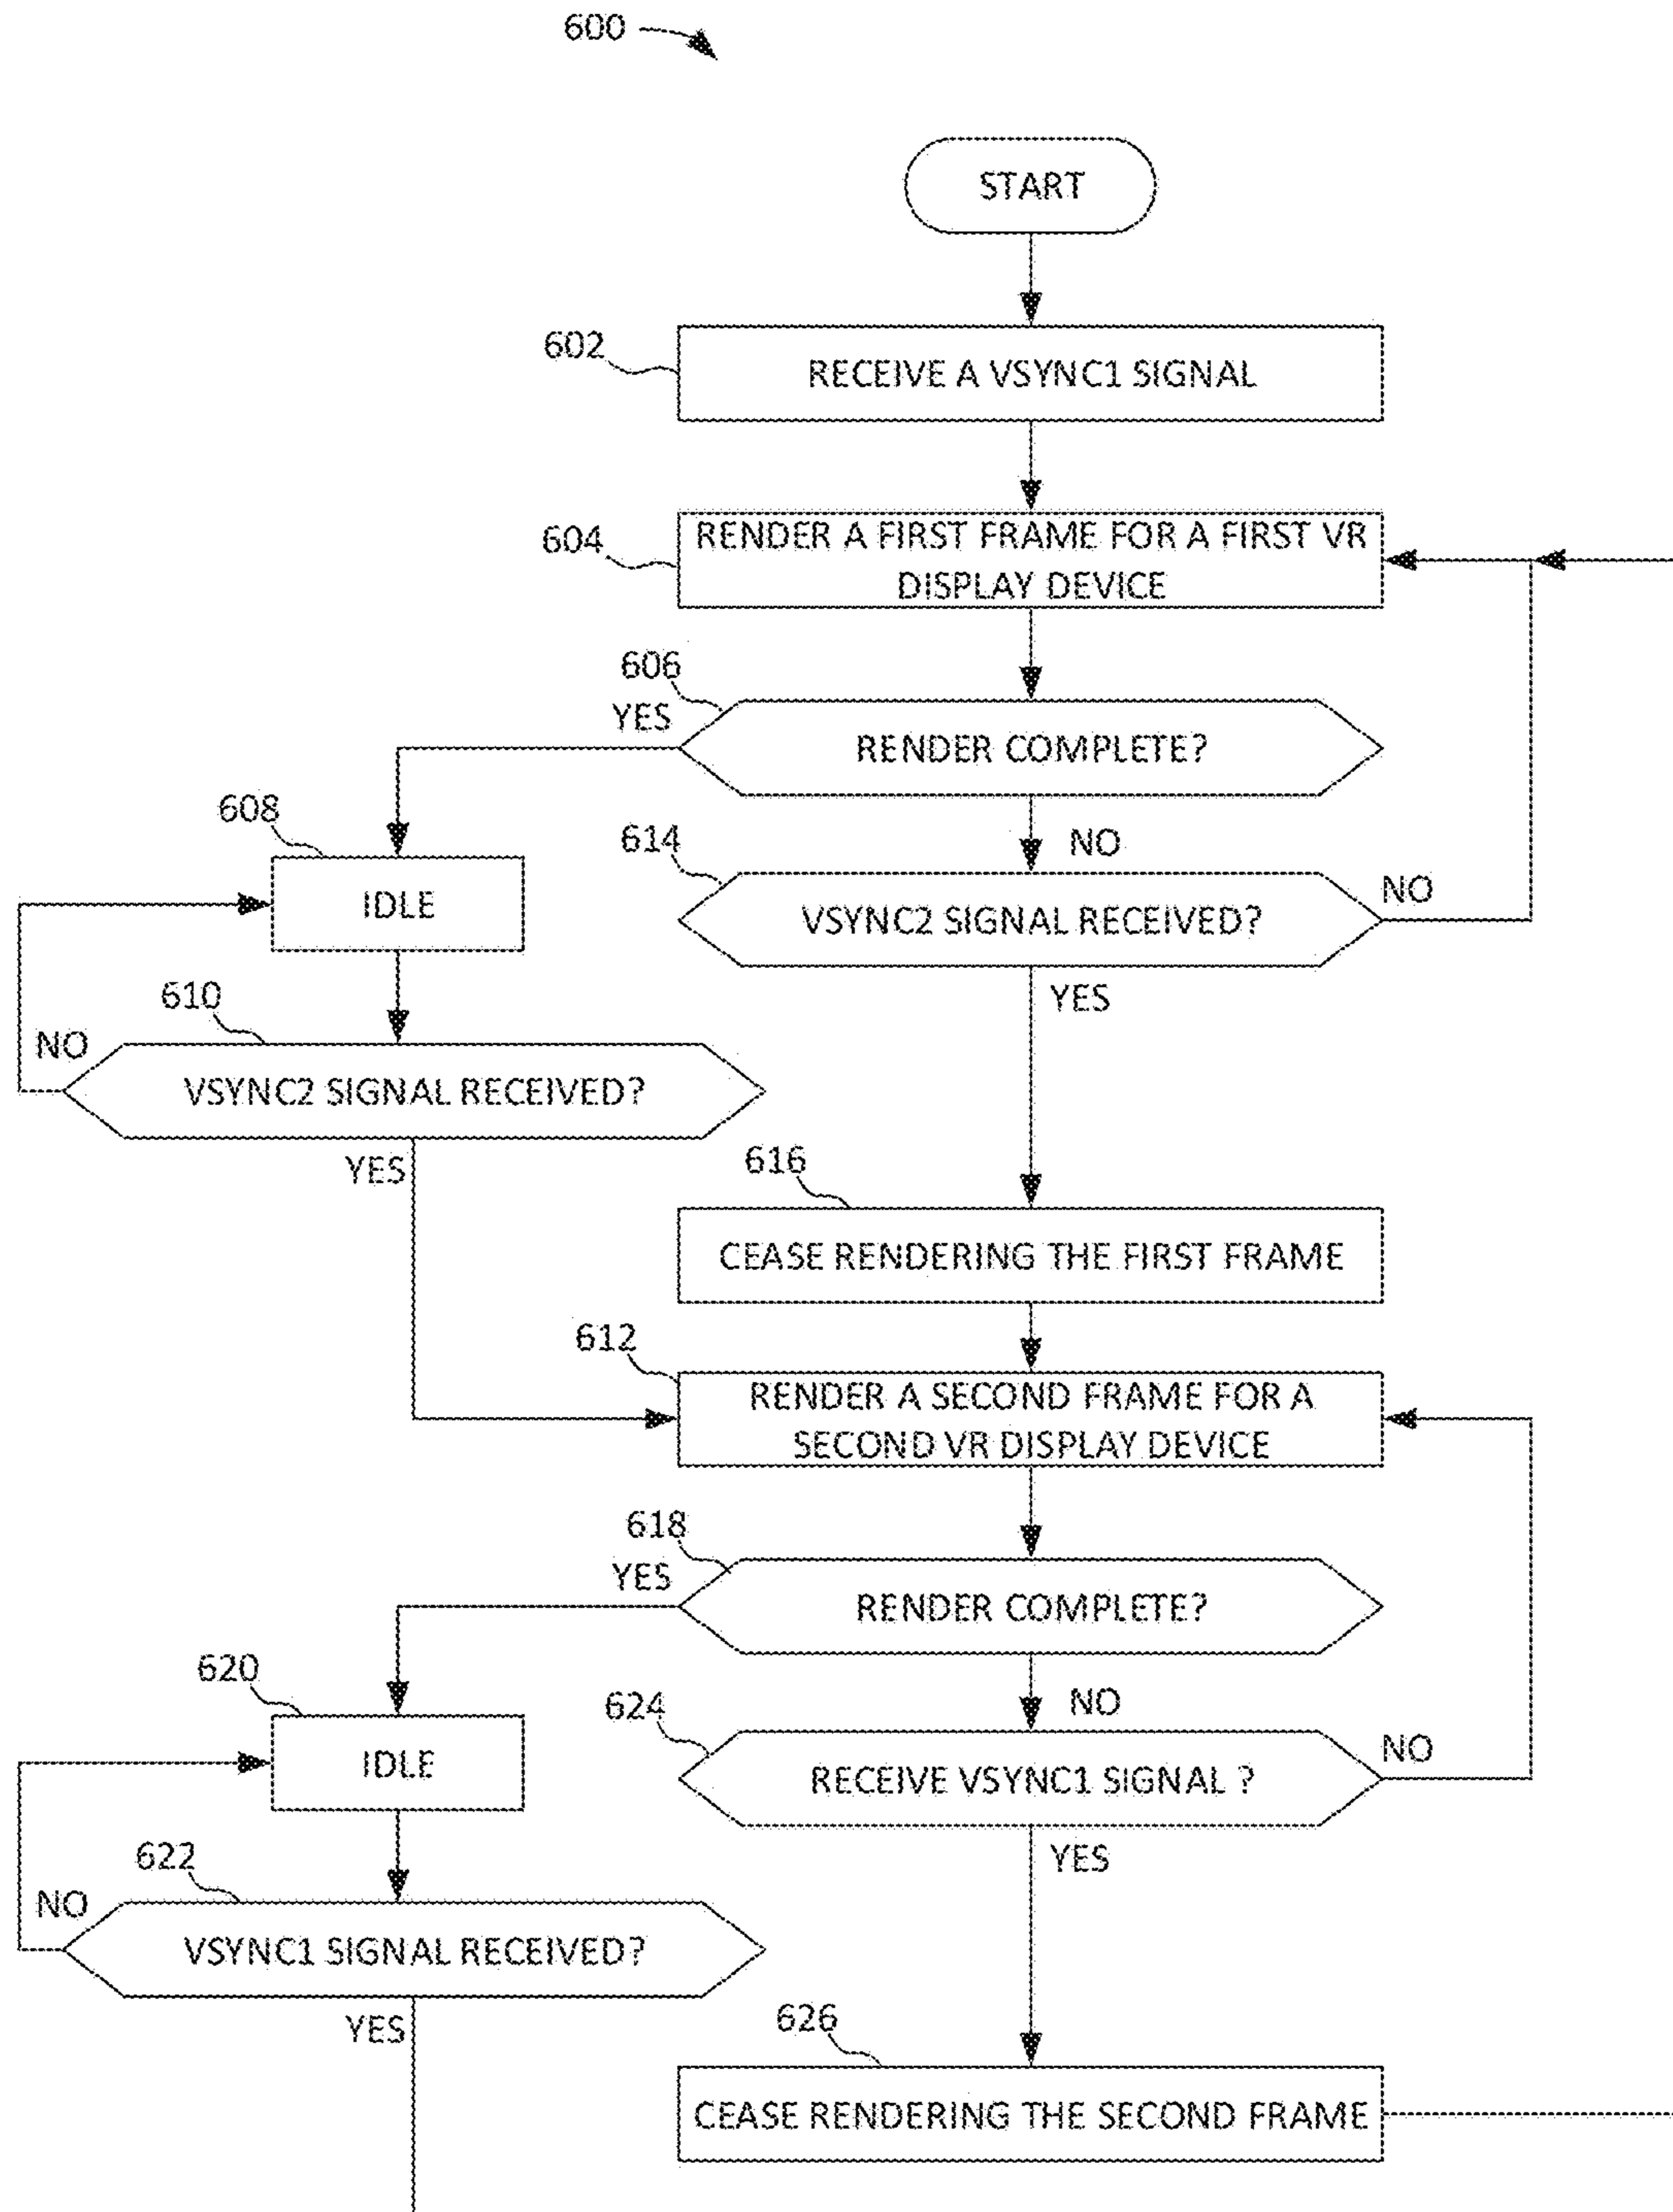 600
START
602
RECEIVE A VSYNC1 SIGNAL
604
RENDER A FIRST FRAME FOR A FIRST VR
DISPLAY DEVICE
606
YES
RENDER COMPLETE?
608
614
NO
IDLE
VSYNC2 SIGNAL RECEIVED?
NO
610
YES
NO
VSYNC2 SIGNAL RECEIVED?
YES
616
CEASE RENDERING THE FIRST FRAME
612
RENDER A SECOND FRAME FOR A
SECOND VR DISPLAY DEVICE
618
YES
RENDER COMPLETE?
620
624
NO
IDLE
RECEIVE VSYNC1 SIGNAL ?
NO
622
YES
NO
VSYNC1 SIGNAL RECEIVED?
YES
626
CEASE RENDERING THE SECOND FRAME